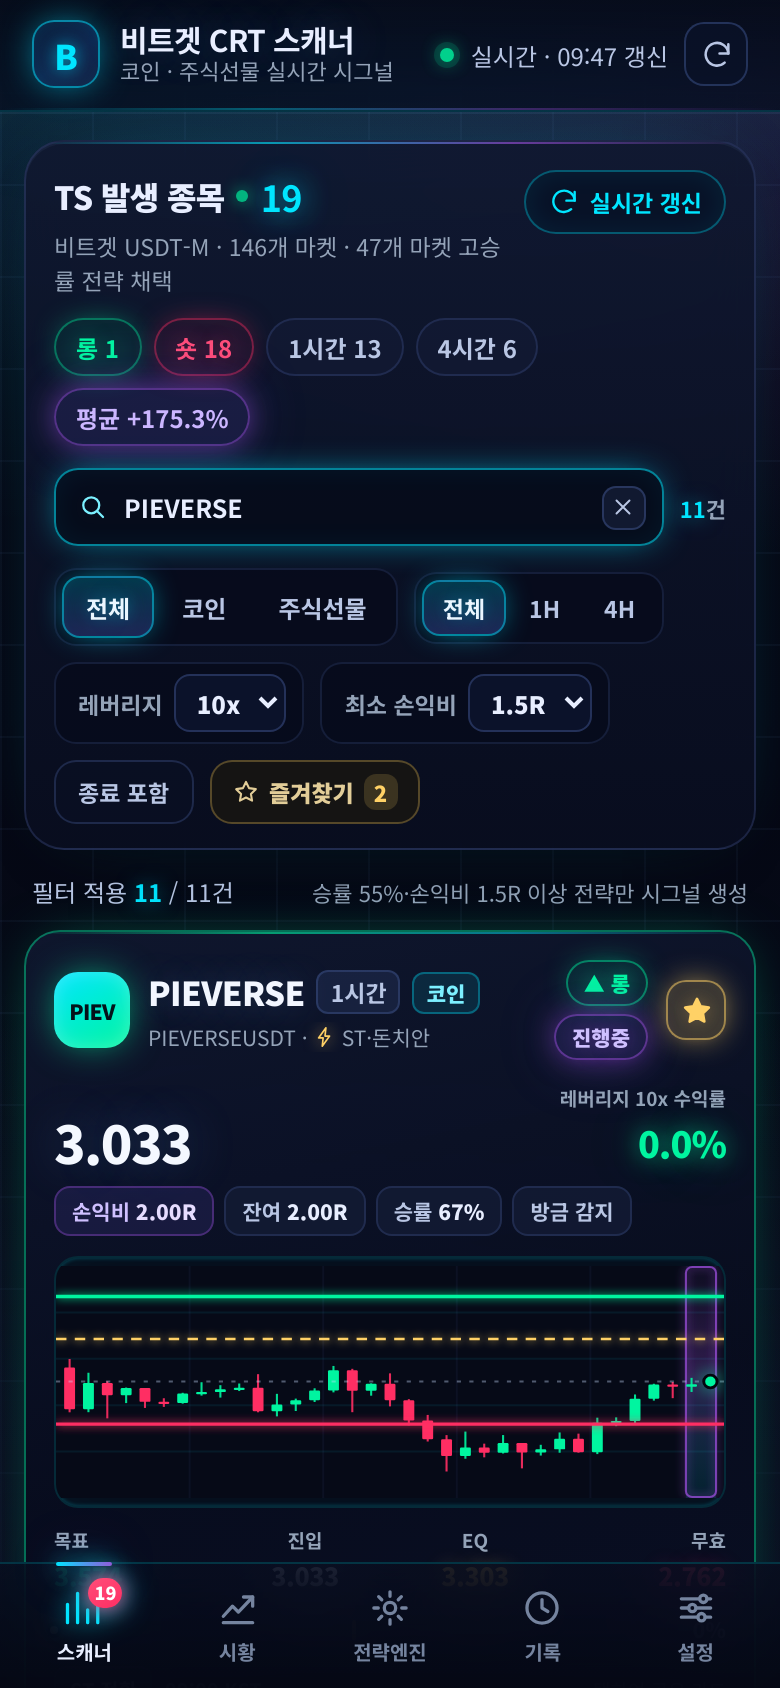 B
비트겟 CRT 스캐너
코인 · 주식선물 실시간 시그널
실시간 · 09:47 갱신
TS 발생 종목 • 19
실시간 갱신
비트겟 USDT-M · 146개 마켓 · 47개 마켓 고승
률 전략 채택
롱 1
숏 18
1시간 13
4시간 6
평균 +175.3%
PIEVERSE
11건
전체
코인
주식선물
전체
1H
4H
레버리지
10x
최소 손익비
1.5R
종료 포함
즐겨찾기 2
필터 적용 11 / 11건
승률 55%·손익비 1.5R 이상 전략만 시그널 생성
PIEV
PIEVERSE
1시간
코인
▲ 롱
PIEVERSEUSDT · ST·돈치안
진행중
레버리지 10x 수익률
3.033
0.0%
손익비 2.00R
잔여 2.00R
승률 67%
방금 감지
목표
진입
EQ
무효
3.033
3.303
2.762
19
스캐너
시황
전략엔진
기록
설정